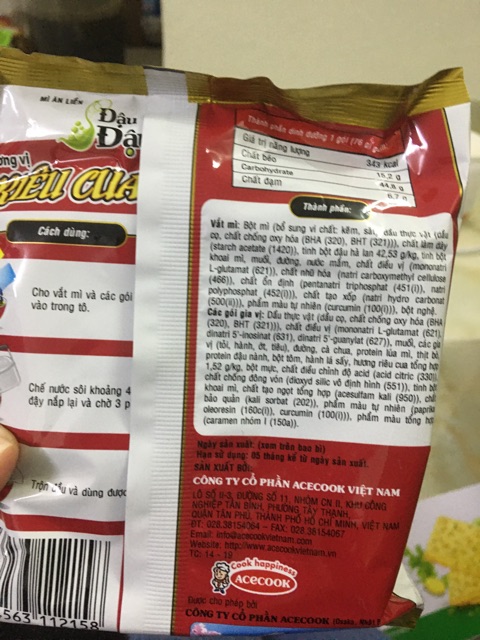 MÌ ĂN LIỀN
Đậu
Đậ
ơng vị
RIÊU CUA
Cách dùng:
Cho vắt mì và các gói
vào trong tô.
Chế nước sôi khoảng 4
đậy nắp lại và chờ 3 p
Trộn đều và dùng được
563 112158
Thành phần dinh dưỡng 1 gói (76 g)
Giá trị năng lượng 343 kcal
Chất béo 15,2 g
Carbohydrate 44,8 g
Chất đạm 6,7 g
Thành phần:
Vắt mì: Bột mì (bổ sung vi chất: kẽm, sắt), dầu thực vật (dầu
cọ, chất chống oxy hóa (BHA (320), BHT (321))), chất làm dày
(starch acetate (1420)), tinh bột đậu hà lan 42,53 g/kg, tinh bột
khoai mì, muối, đường, nước mắm, chất điều vị (mononatri
L-glutamat (621)), chất nhũ hóa (natri carboxymethyl cellulose
(466)), chất ổn định (pentanatri triphosphat (451(i)), natri
polyphosphat (452(i))), chất tạo xốp (natri hydro carbonat
(500(ii))), phẩm màu tự nhiên (curcumin (100(i))), bột nghệ.
Các gói gia vị: Dầu thực vật (dầu cọ, chất chống oxy hóa (BHA
(320), BHT (321))), chất điều vị (mononatri L-glutamat (621),
dinatri 5'-inosinat (631), dinatri 5'-guanylat (627)), muối, các gia
vị (tỏi, hành, ớt, tiêu), đường, cà chua, protein lúa mì, thịt bò,
protein đậu nành, bột tôm, hành lá sấy, hương riêu cua tổng hợp
1,52 g/kg, bột mực, chất điều chỉnh độ acid (acid citric (330)),
chất chống đông vón (dioxyd silic vô định hình (551)), tinh bột
khoai mì, chất tạo ngọt tổng hợp (acesulfam kali (950)), chất
bảo quản (kali sorbat (202)), phẩm màu tự nhiên (paprika
oleoresin (160c(i)), curcumin (100(i))), phẩm màu tổng hợp
(caramen nhóm I (150a)).
Ngày sản xuất: (xem trên bao bì)
Hạn sử dụng: 05 tháng kể từ ngày sản xuất.
SẢN XUẤT BỞI:
CÔNG TY CỔ PHẦN ACECOOK VIỆT NAM
LÔ SỐ II-3, ĐƯỜNG SỐ 11, NHÓM CN II, KHU CÔNG
NGHIỆP TÂN BÌNH, PHƯỜNG TÂY THẠNH,
QUẬN TÂN PHÚ, THÀNH PHỐ HỒ CHÍ MINH, VIỆT NAM
ĐT: 028.38154064 – FAX: 028.38154067
Email: info@acecookvietnam.com
Website: http://www.acecookvietnam.vn
TC: 14 - 19
Cook happiness
ACECOOK
Được cho phép bởi
CÔNG TY CỔ PHẦN ACECOOK (Osaka, Nhật